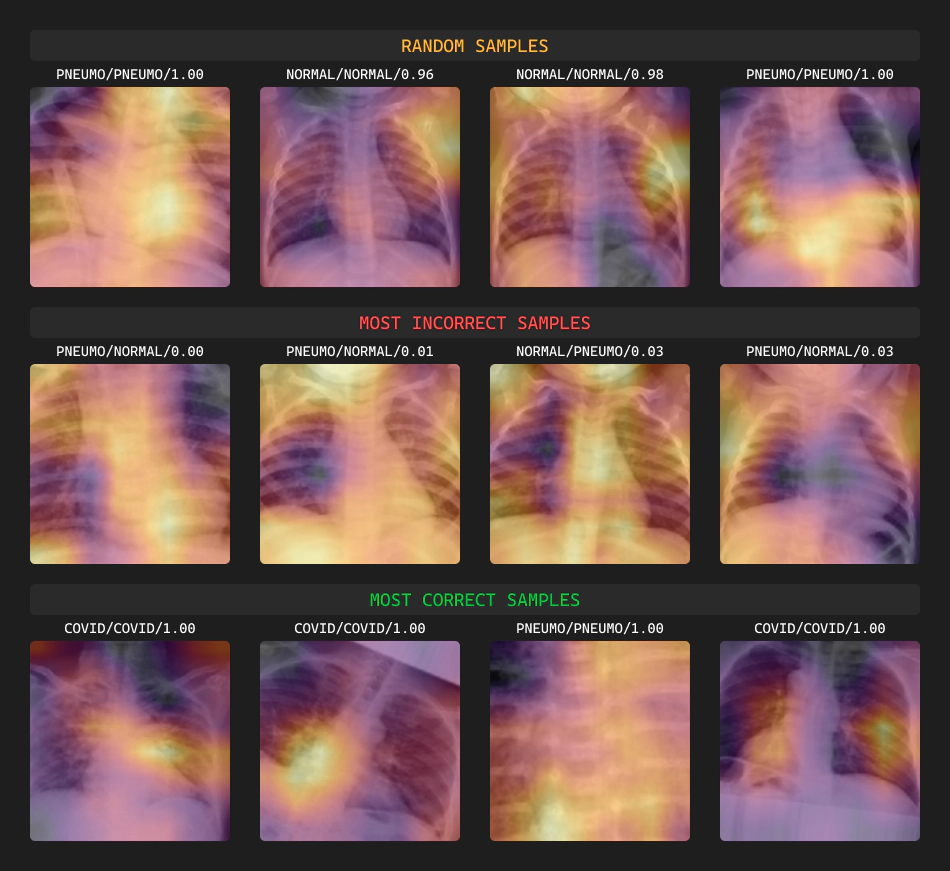 RANDOM SAMPLES
PNEUMO/PNEUMO/1.00 NORMAL/NORMAL/0.96 NORMAL/NORMAL/0.98 PNEUMO/PNEUMO/1.00
MOST INCORRECT SAMPLES
PNEUMO/NORMAL/0.00 PNEUMO/NORMAL/0.01 NORMAL/PNEUMO/0.03 PNEUMO/NORMAL/0.03
MOST CORRECT SAMPLES
COVID/COVID/1.00 COVID/COVID/1.00 PNEUMO/PNEUMO/1.00 COVID/COVID/1.00